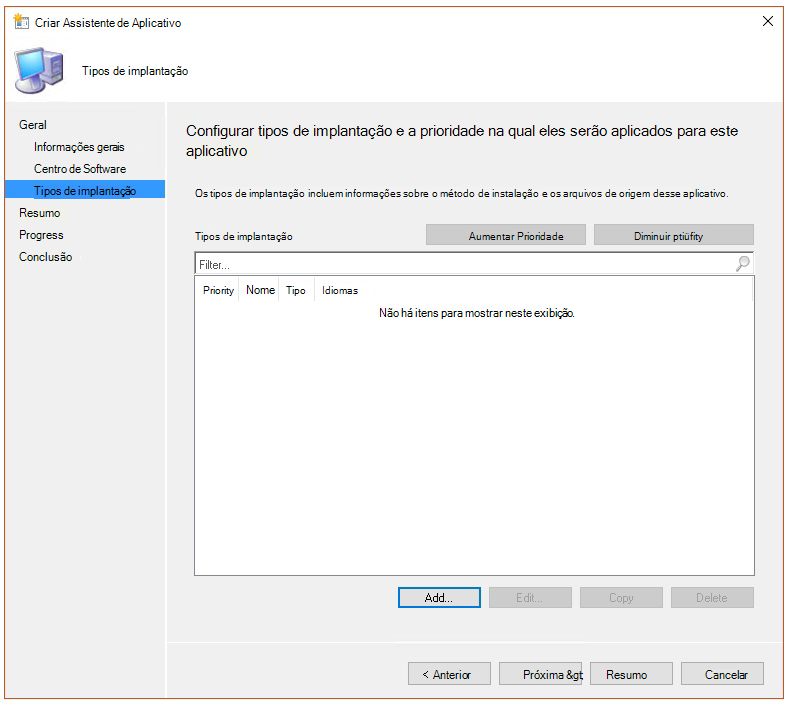 Criar Assistente de Aplicativo
Tipos de implantação
Geral
Informações gerais
Centro de Software
Tipos de implantação
Resumo
Progress
Conclusão
Configurar tipos de implantação e a prioridade na qual eles serão aplicados para este
aplicativo
Os tipos de implantação incluem informações sobre o método de instalação e os arquivos de origem desse aplicativo.
Tipos de implantação
Aumentar Prioridade
Diminuir ptiüfity
Filter...
Priority Nome Tipo Idiomas
Não há itens para mostrar neste exibição.
Add...
Edit...
Copy
Delete
< Anterior
Próxima &gt;
Resumo
Cancelar